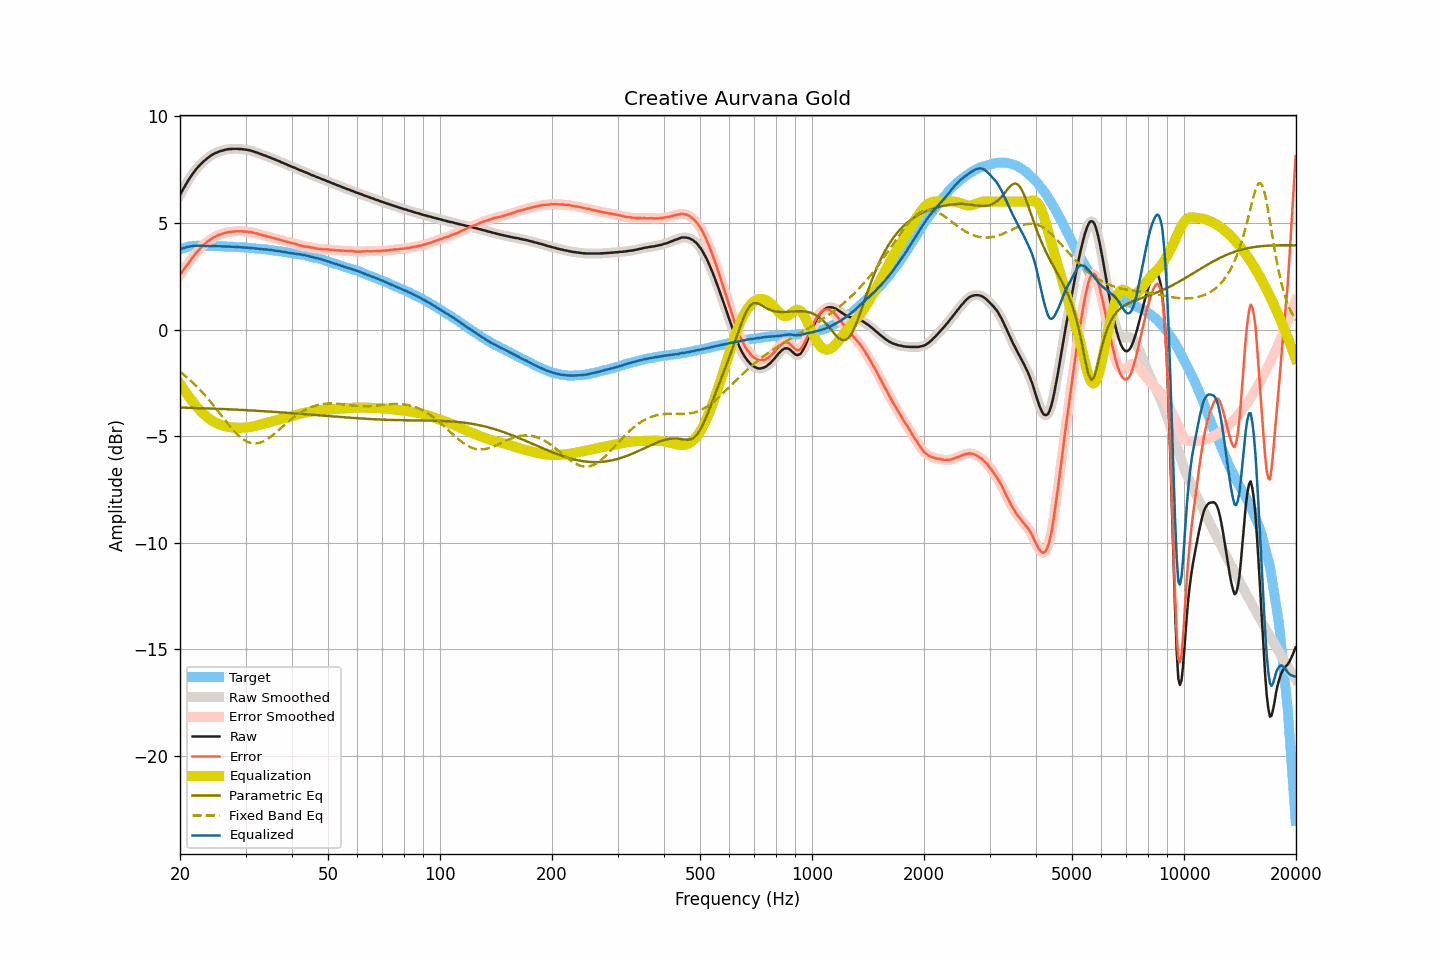 Creative Aurvana Gold
10
5
0
−5
−10
−15
−20
Amplitude (dBr)
Target
Raw Smoothed
Error Smoothed
Raw
Error
Equalization
Parametric Eq
Fixed Band Eq
Equalized
20 50 100 200 500 1000 2000 5000 10000 20000
Frequency (Hz)